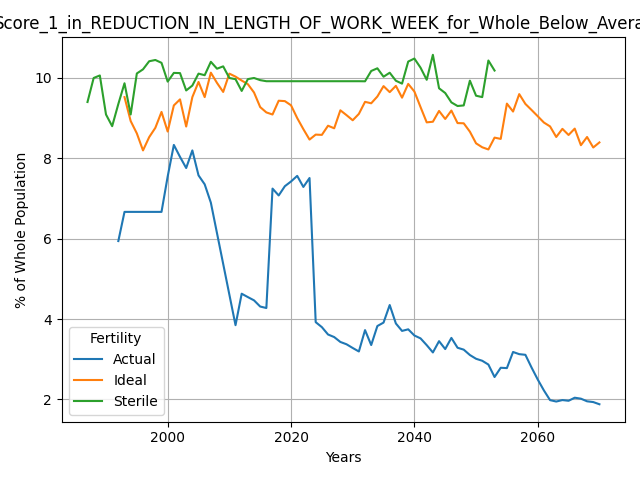 Score_1_in_REDUCTION_IN_LENGTH_OF_WORK_WEEK_for_Whole_Below_Avera
% of Whole Population
10
8
6
4
2
Fertility
Actual
Ideal
Sterile
2000 2020 2040 2060
Years